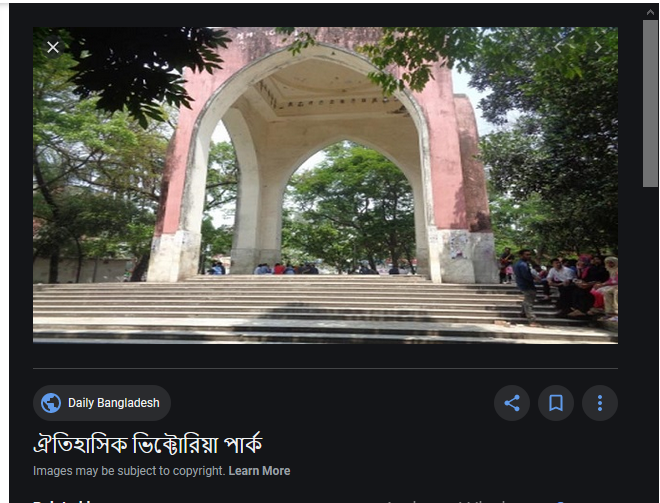 Daily Bangladesh
ঐতিহাসিক ভিক্টোরিয়া পার্ক
Images may be subject to copyright. Learn More